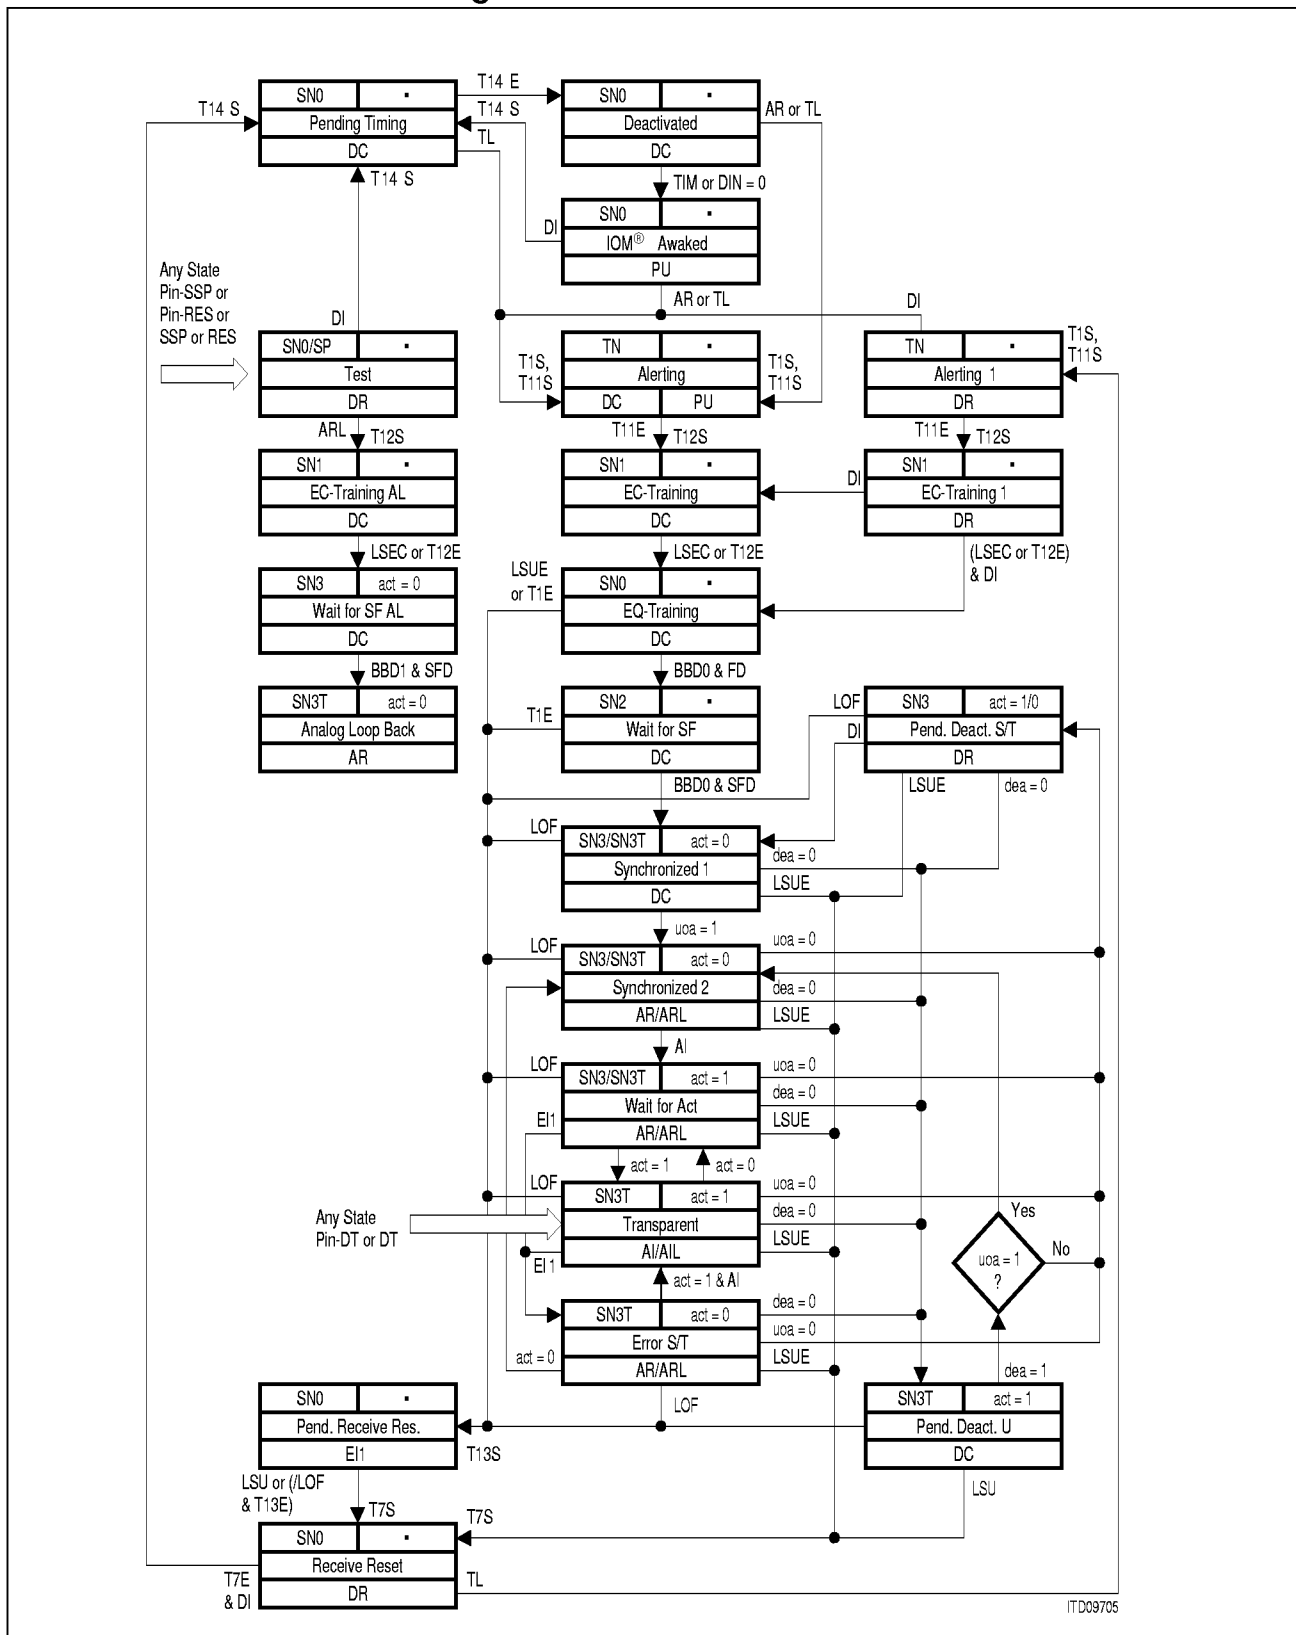 T14 E
SN0
SN0
T14 S
T14 S
AR or TL
Pending Timing
Deactivated
TL
DC
DC
T14 S
TIM or DIN = 0
SN0
DI
IOM® Awaked
PU
Any State
Pin-SSP or
Pin-RES or
SSP or RES
AR or TL
DI
DI
SN0/SP
TN
TN
T1S,
T11S
Test
T1S,
T11S
Alerting
T1S,
T11S
Alerting 1
DR
DC
PU
DR
ARL
T12S
T11E
T12S
T11E
T12S
SN1
SN1
SN1
DI
EC-Training AL
EC-Training
EC-Training 1
DC
DC
DR
LSEC or T12E
LSEC or T12E
(LSEC or T12E)
& DI
LSUE
or T1E
SN3
act = 0
SN0
Wait for SF AL
EQ-Training
DC
DC
BBD1 & SFD
BBD0 & FD
SN3T
act = 0
SN2
LOF
SN3
act = 1/0
T1E
Analog Loop Back
Wait for SF
DI
Pend. Deact. S/T
AR
DC
DR
BBD0 & SFD
LSUE
dea = 0
LOF
SN3/SN3T
act = 0
dea = 0
Synchronized 1
LSUE
DC
uoa = 1
LOF
SN3/SN3T
act = 0
uoa = 0
Synchronized 2
dea = 0
AR/ARL
LSUE
AI
LOF
SN3/SN3T
act = 1
uoa = 0
Wait for Act
dea = 0
EI1
AR/ARL
LSUE
act = 1
act = 0
LOF
SN3T
act = 1
uoa = 0
Any State
Pin-DT or DT
Transparent
dea = 0
Yes
EI1
AI/AIL
LSUE
uoa = 1
?
No
act = 1 & AI
SN3T
act = 0
dea = 0
Error S/T
uoa = 0
act = 0
AR/ARL
LSUE
dea = 1
SN0
LOF
SN3T
act = 1
Pend. Receive Res.
Pend. Deact. U
EI1
T13S
DC
LSU or (/LOF
& T13E)
T7S
T7S
LSU
SN0
Receive Reset
T7E
& DI
DR
TL
ITD09705